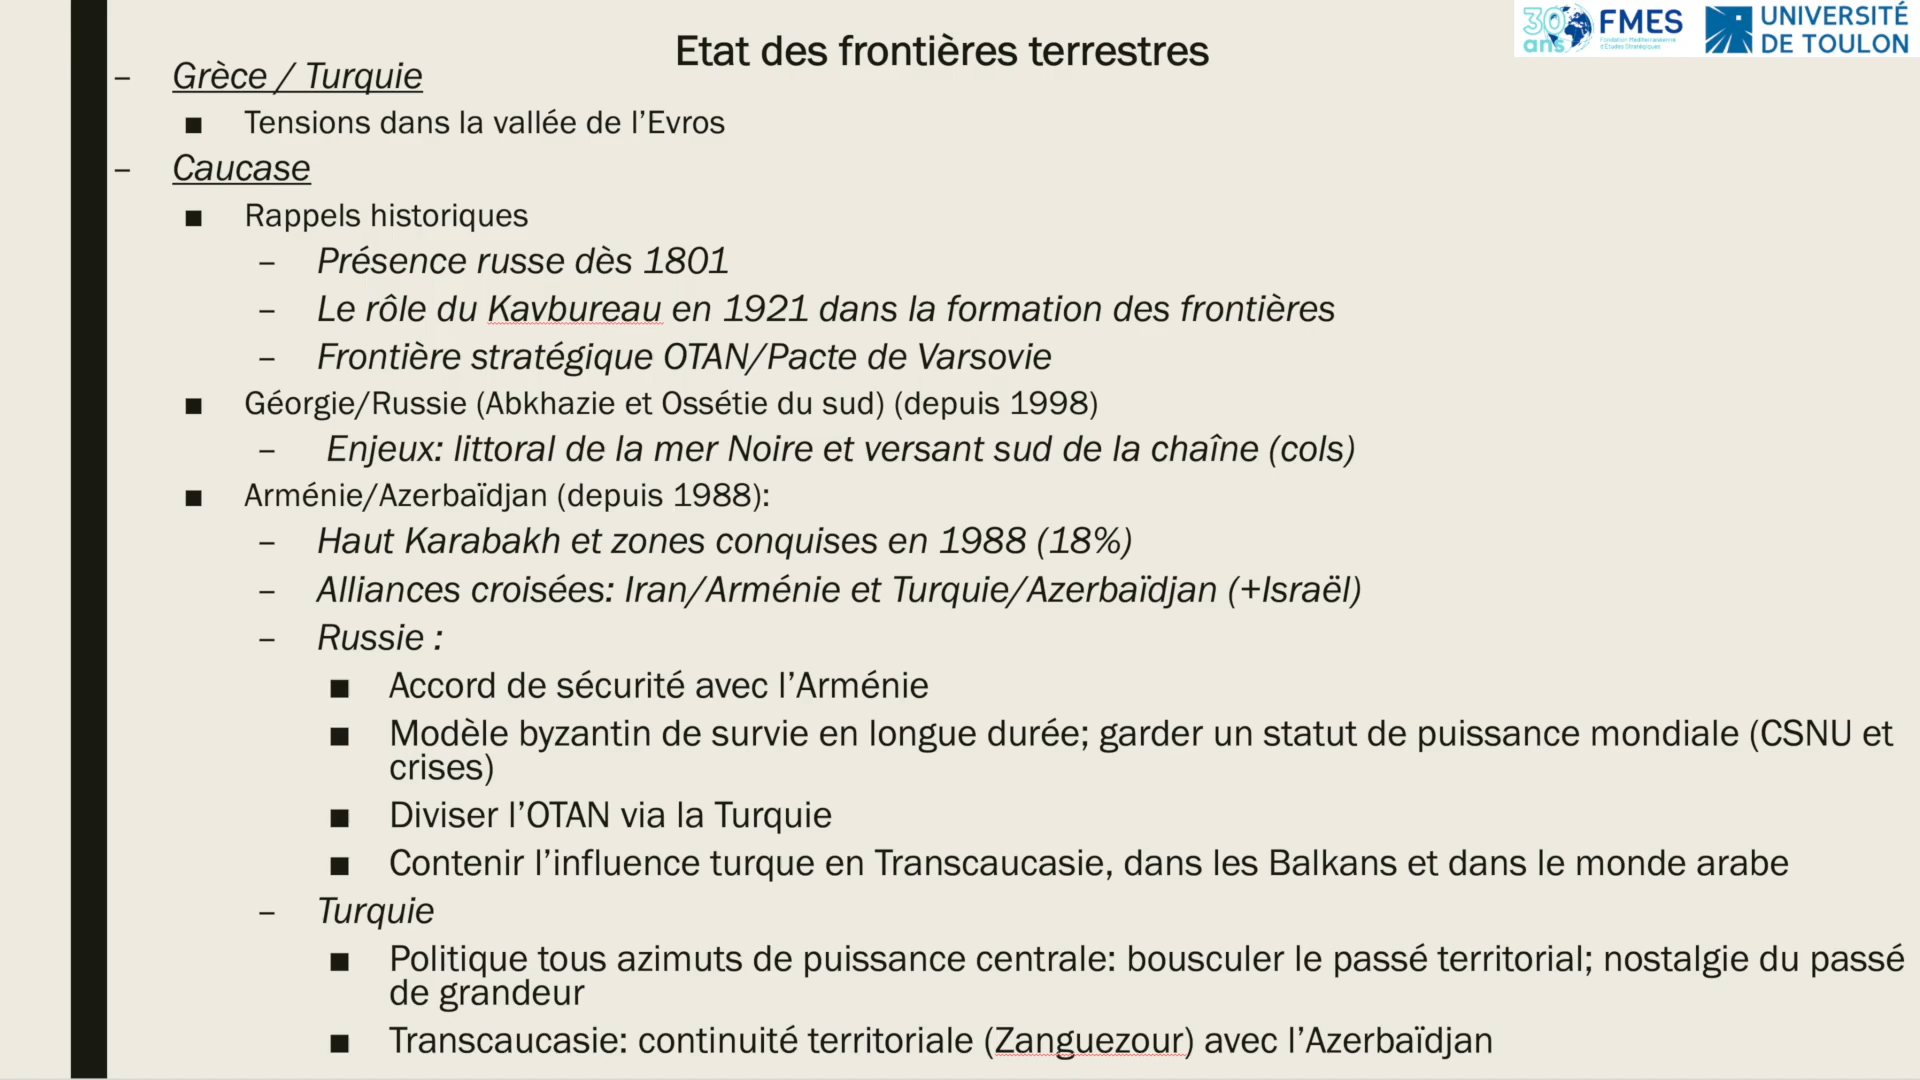 Etat des frontières terrestres
30 ans FMES
Fondation Méditerranéenne
d'Etudes Stratégiques
UNIVERSITÉ
DE TOULON
– Grèce / Turquie
■ Tensions dans la vallée de l’Evros
– Caucase
■ Rappels historiques
– Présence russe dès 1801
– Le rôle du Kavbureau en 1921 dans la formation des frontières
– Frontière stratégique OTAN/Pacte de Varsovie
■ Géorgie/Russie (Abkhazie et Ossétie du sud) (depuis 1998)
– Enjeux: littoral de la mer Noire et versant sud de la chaîne (cols)
■ Arménie/Azerbaïdjan (depuis 1988):
– Haut Karabakh et zones conquises en 1988 (18%)
– Alliances croisées: Iran/Arménie et Turquie/Azerbaïdjan (+Israël)
– Russie :
■ Accord de sécurité avec l’Arménie
■ Modèle byzantin de survie en longue durée; garder un statut de puissance mondiale (CSNU et
crises)
■ Diviser l’OTAN via la Turquie
■ Contenir l’influence turque en Transcaucasie, dans les Balkans et dans le monde arabe
– Turquie
■ Politique tous azimuts de puissance centrale: bousculer le passé territorial; nostalgie du passé
de grandeur
■ Transcaucasie: continuité territoriale (Zanguezour) avec l’Azerbaïdjan